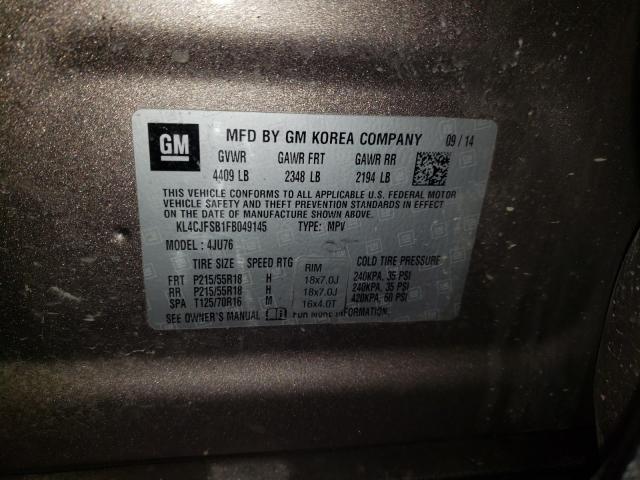 GM MFD BY GM KOREA COMPANY 09 / 14
GVWR GAWR FRT GAWR RR
4409 LB 2348 LB 2194 LB
THIS VEHICLE CONFORMS TO ALL APPLICABLE U.S. FEDERAL MOTOR
VEHICLE SAFETY AND THEFT PREVENTION STANDARDS IN EFFECT
ON THE DATE OF MANUFACTURE SHOWN ABOVE.
KL4CJFSB1FB049145 TYPE: MPV
MODEL : 4JU76
TIRE SIZE SPEED RTG RIM COLD TIRE PRESSURE
FRT P215/55R18 H 18x7.0J 240KPA, 35 PSI
RR P215/55R18 H 18x7.0J 240KPA, 35 PSI
SPA T125/70R16 M 16x4.0T 420KPA, 60 PSI
SEE OWNER'S MANUAL FOR MORE INFORMATION.